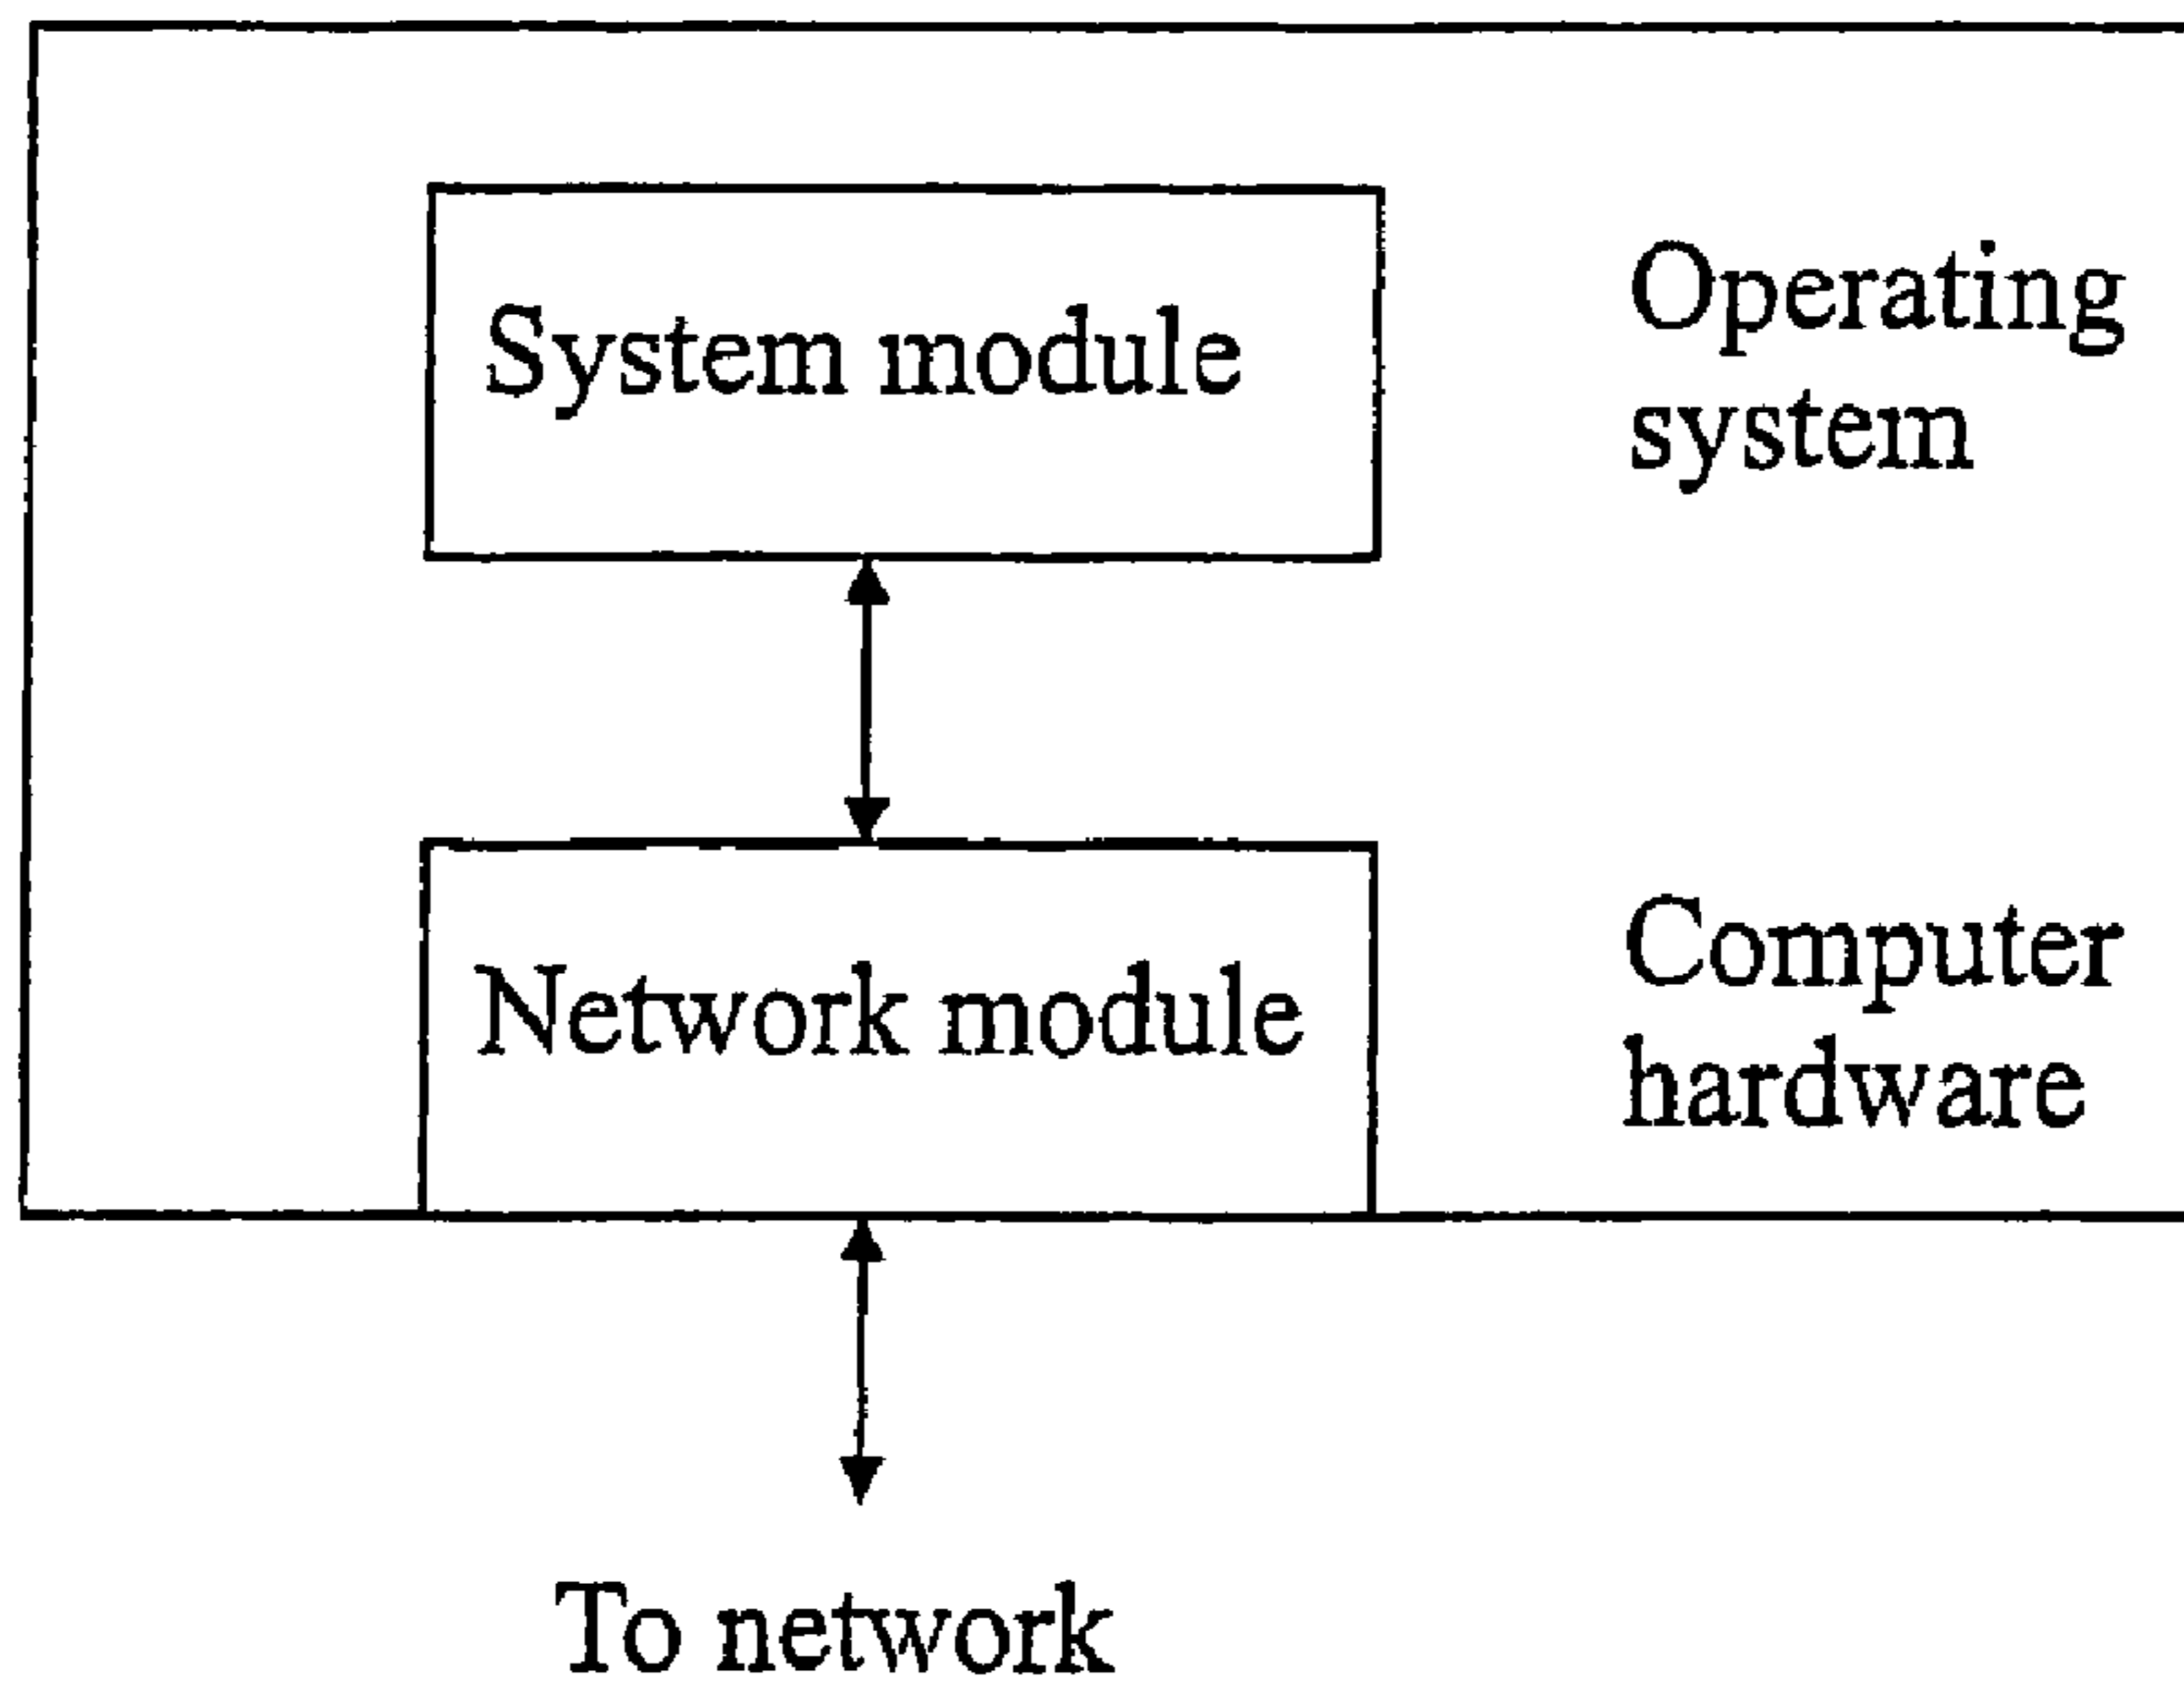 System module
Operating
system
Network module
Computer
hardware
To network